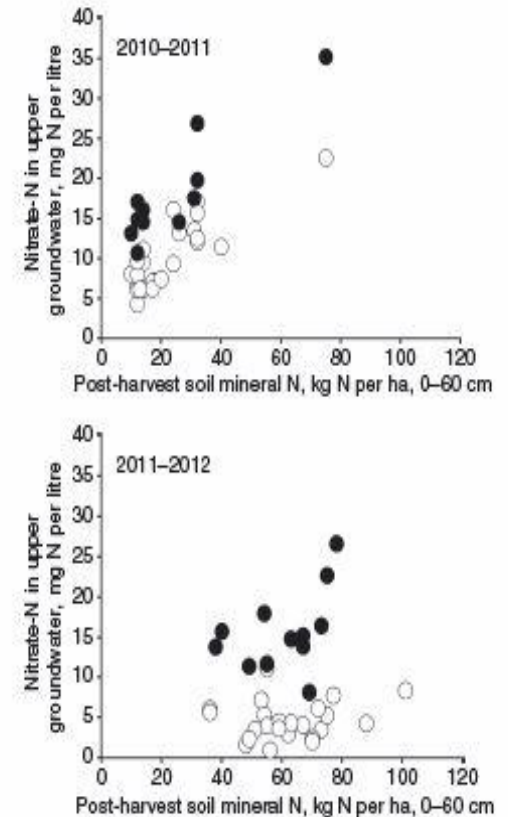 40
2010–2011
35
30
25
20
15
10
5
0
Nitrate-N in upper
groundwater, mg N per litre
0 20 40 60 80 100 120
Post-harvest soil mineral N, kg N per ha, 0–60 cm
40
2011–2012
35
30
25
20
15
10
5
0
Nitrate-N in upper
groundwater, mg N per litre
0 20 40 60 80 100 120
Post-harvest soil mineral N, kg N per ha, 0–60 cm